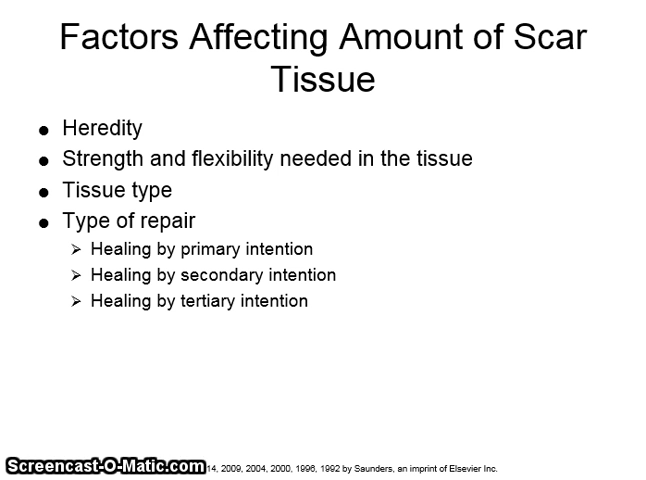 Factors Affecting Amount of Scar
Tissue
● Heredity
● Strength and flexibility needed in the tissue
● Tissue type
● Type of repair
➢ Healing by primary intention
➢ Healing by secondary intention
➢ Healing by tertiary intention
Screencast-O-Matic.com 14, 2009, 2004, 2000, 1996, 1992 by Saunders, an imprint of Elsevier Inc.